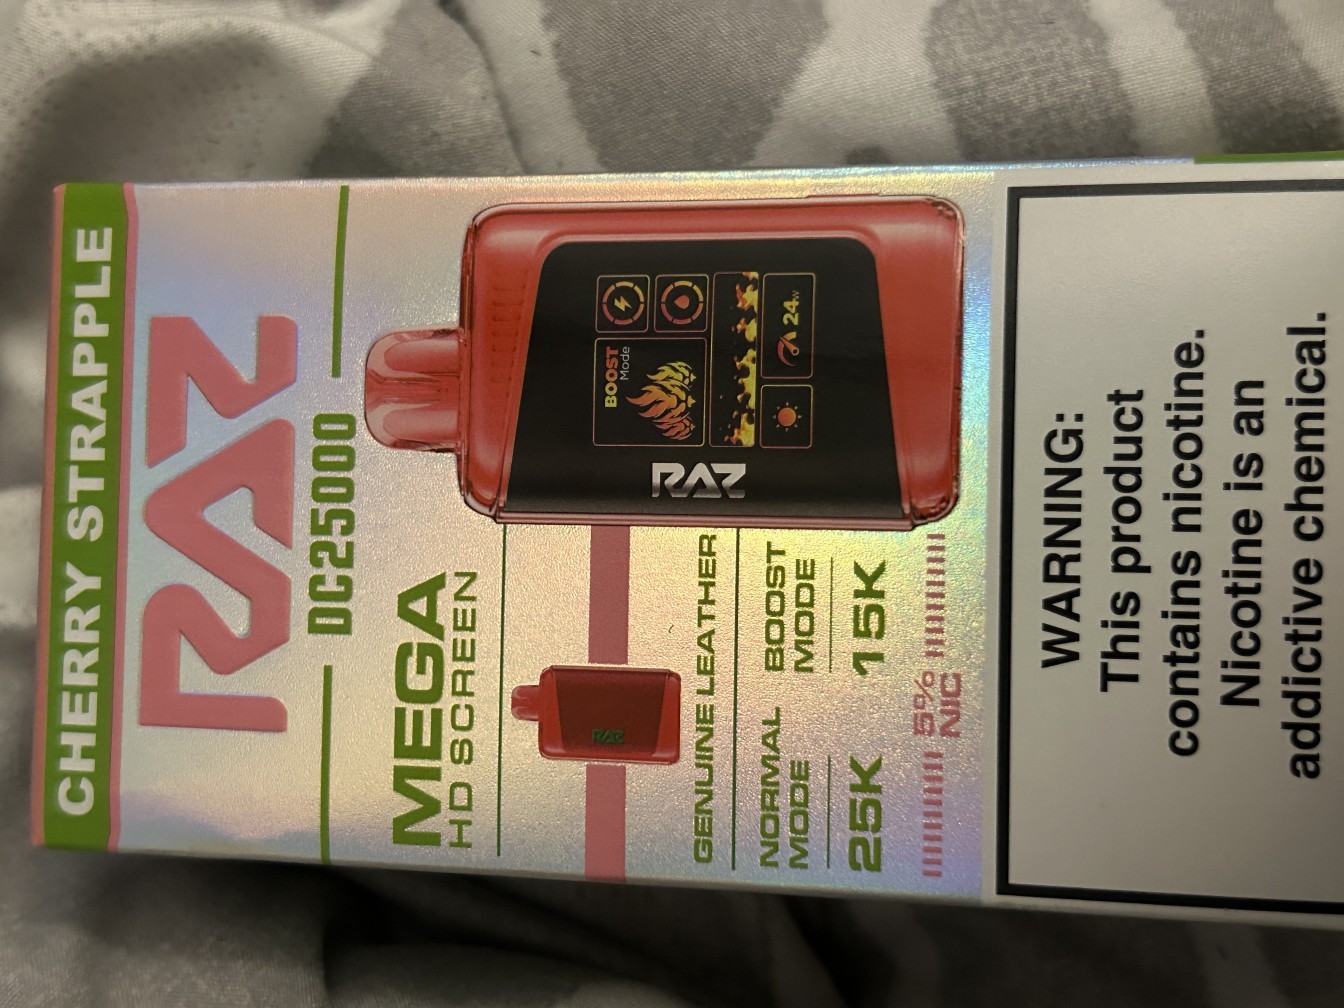 CHERRY STRAPPLE
RAZ
DC25000
MEGA
HD SCREEN
BOOST
Mode
24W
RAZ
RAZ
GENUINE LEATHER
NORMAL
MODE
25K
BOOST
MODE
15K
5%
NIC
WARNING:
This product
contains nicotine.
Nicotine is an
addictive chemical.